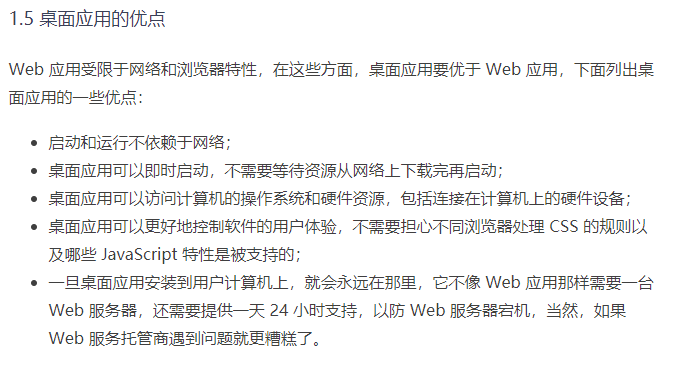 1.5 桌面应用的优点
Web 应用受限于网络和浏览器特性，在这些方面，桌面应用要优于 Web 应用，下面列出桌
面应用的一些优点：
• 启动和运行不依赖于网络；
• 桌面应用可以即时启动，不需要等待资源从网络上下载完再启动；
• 桌面应用可以访问计算机的操作系统和硬件资源，包括连接在计算机上的硬件设备；
• 桌面应用可以更好地控制软件的用户体验，不需要担心不同浏览器处理 CSS 的规则以
及哪些 JavaScript 特性是被支持的；
• 一旦桌面应用安装到用户计算机上，就会永远在那里，它不像 Web 应用那样需要一台
Web 服务器，还需要提供一天 24 小时支持，以防 Web 服务器宕机，当然，如果
Web 服务托管商遇到问题就更糟糕了。